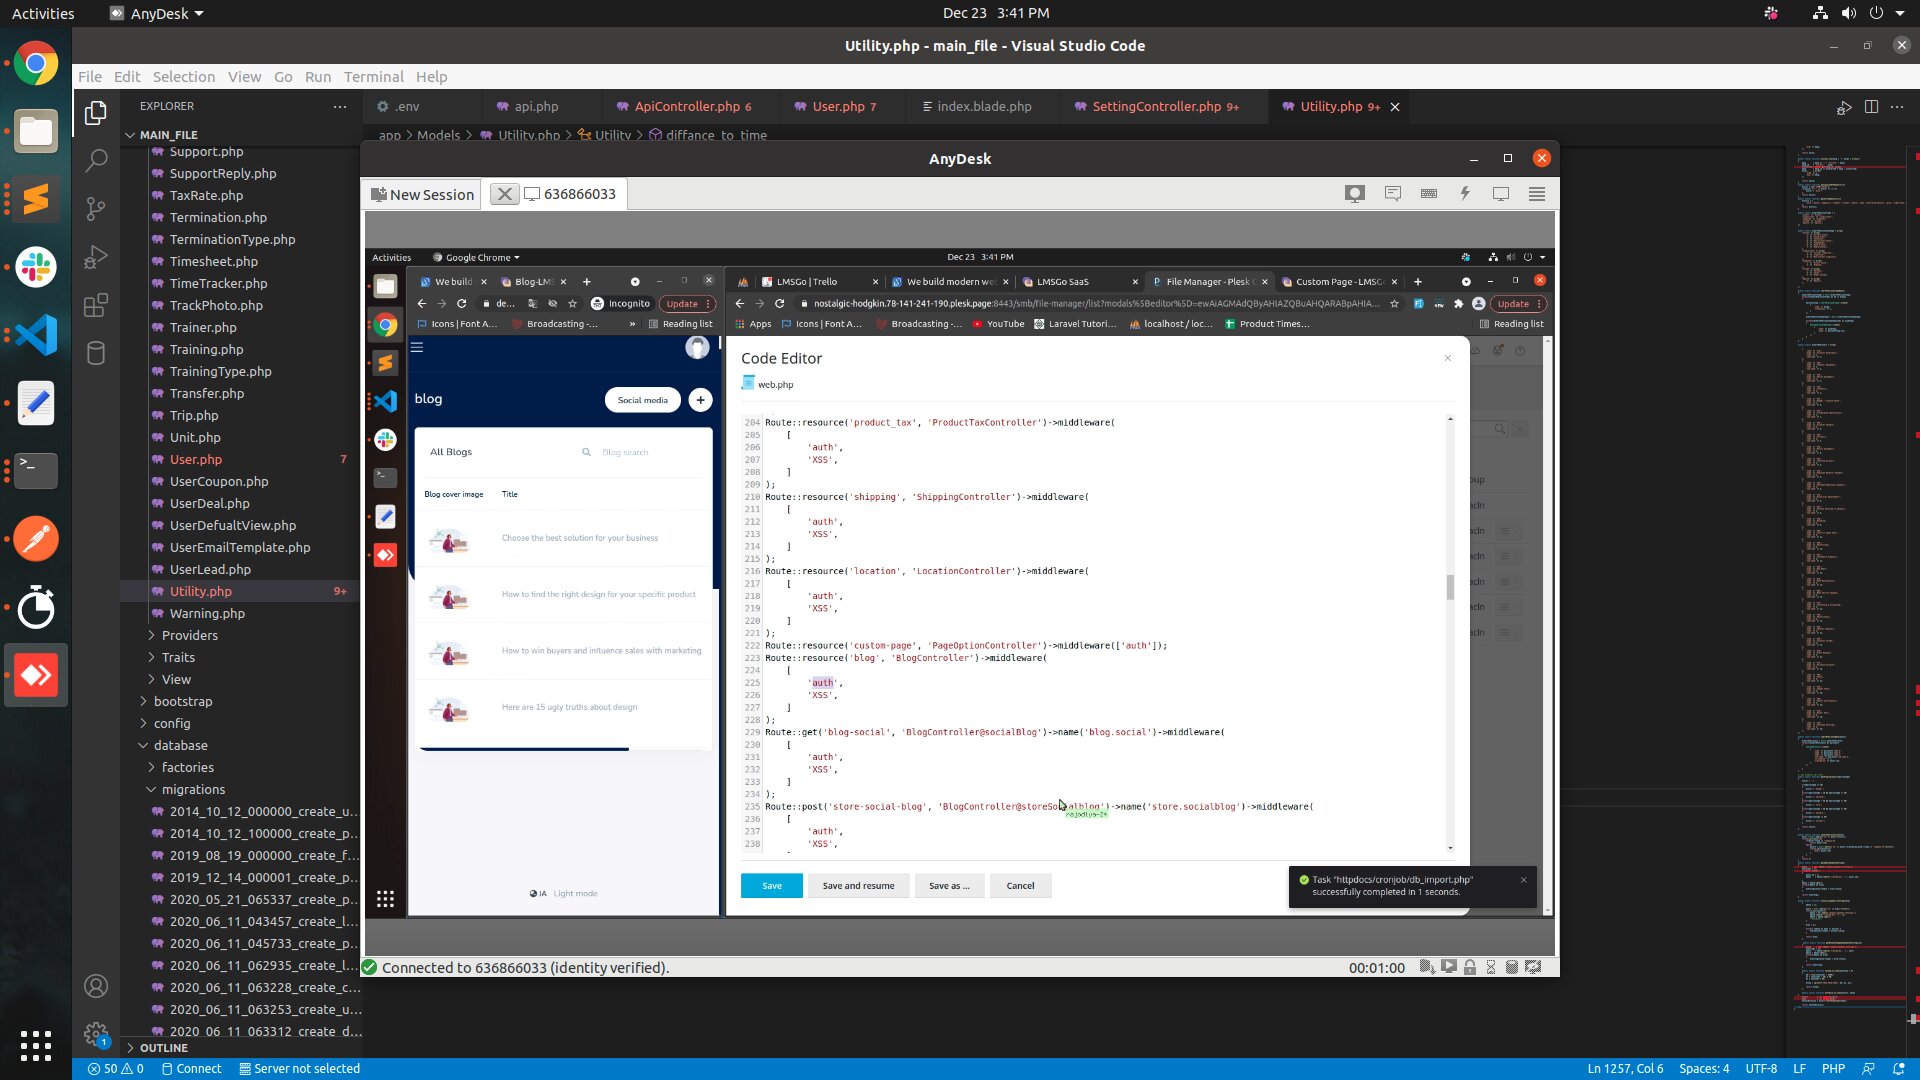 Activities
AnyDesk
Dec 23 3:41 PM
Utility.php - main_file - Visual Studio Code
File Edit Selection View Go Run Terminal Help
EXPLORER
.env
api.php
ApiController.php 6
User.php 7
index.blade.php
SettingController.php 9+
Utility.php 9+
MAIN_FILE
app > Models > Utility.php > Utility > diffance_to_time
Support.php
SupportReply.php
TaxRate.php
Termination.php
TerminationType.php
Timesheet.php
TimeTracker.php
TrackPhoto.php
Trainer.php
Training.php
TrainingType.php
Transfer.php
Trip.php
Unit.php
User.php 7
UserCoupon.php
UserDeal.php
UserDefualtView.php
UserEmailTemplate.php
UserLead.php
Utility.php 9+
Warning.php
Providers
Traits
View
bootstrap
config
database
factories
migrations
2014_10_12_000000_create_u...
2014_10_12_100000_create_p...
2019_08_19_000000_create_f...
2019_12_14_000001_create_p...
2020_05_21_065337_create_p...
2020_06_11_043457_create_l...
2020_06_11_045733_create_p...
2020_06_11_062935_create_l...
2020_06_11_063228_create_c...
2020_06_11_063253_create_u...
2020_06_11_063312_create_d...
OUTLINE
AnyDesk
New Session
636866033
Activities
Google Chrome
Dec 23 3:41 PM
We build
Blog-LMS
de...
Incognito
Update
Icons | Font A...
Broadcasting -...
»
Reading list
blog
Social media
+
All Blogs
Blog search
Blog cover image
Title
Choose the best solution for your business
How to find the right design for your specific product
How to win buyers and influence sales with marketing
Here are 15 ugly truths about design
JA
Light mode
LMSGo | Trello
We build modern we
LMSGo SaaS
File Manager - Plesk
Custom Page - LMSG
nostalgic-hodgkin.78-141-241-190.plesk.page:8443/smb/file-manager/list?modals%5Beditor%5D=ewAiAGMAdQByAHIAZQBuAHQARABpAHIA...
Update
Apps
Icons | Font A...
Broadcasting -...
YouTube
Laravel Tutori...
localhost / loc...
Product Times...
Reading list
Code Editor
web.php
204 Route::resource('product_tax', 'ProductTaxController')->middleware(
205 [
206 'auth',
207 'XSS',
208 ]
209 );
210 Route::resource('shipping', 'ShippingController')->middleware(
211 [
212 'auth',
213 'XSS',
214 ]
215 );
216 Route::resource('location', 'LocationController')->middleware(
217 [
218 'auth',
219 'XSS',
220 ]
221 );
222 Route::resource('custom-page', 'PageOptionController')->middleware(['auth']);
223 Route::resource('blog', 'BlogController')->middleware(
224 [
225 'auth',
226 'XSS',
227 ]
228 );
229 Route::get('blog-social', 'BlogController@socialBlog')->name('blog.social')->middleware(
230 [
231 'auth',
232 'XSS',
233 ]
234 );
235 Route::post('store-social-blog', 'BlogController@storeSocialblog')->name('store.socialblog')->middleware(
236 [
237 'auth',
238 'XSS',
rajodiya-24
Save
Save and resume
Save as ...
Cancel
Task "httpdocs/cronjob/db_import.php"
successfully completed in 1 seconds.
Connected to 636866033 (identity verified).
00:01:00
50 0
Connect
Server not selected
Ln 1257, Col 6
Spaces: 4
UTF-8
LF
PHP